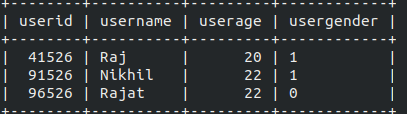 +--------+----------+---------+------------+
| userid | username | userage | usergender |
+--------+----------+---------+------------+
|  41526 | Raj      |      20 | 1          |
|  91526 | Nikhil   |      22 | 1          |
|  96526 | Rajat    |      22 | 0          |
+--------+----------+---------+------------+